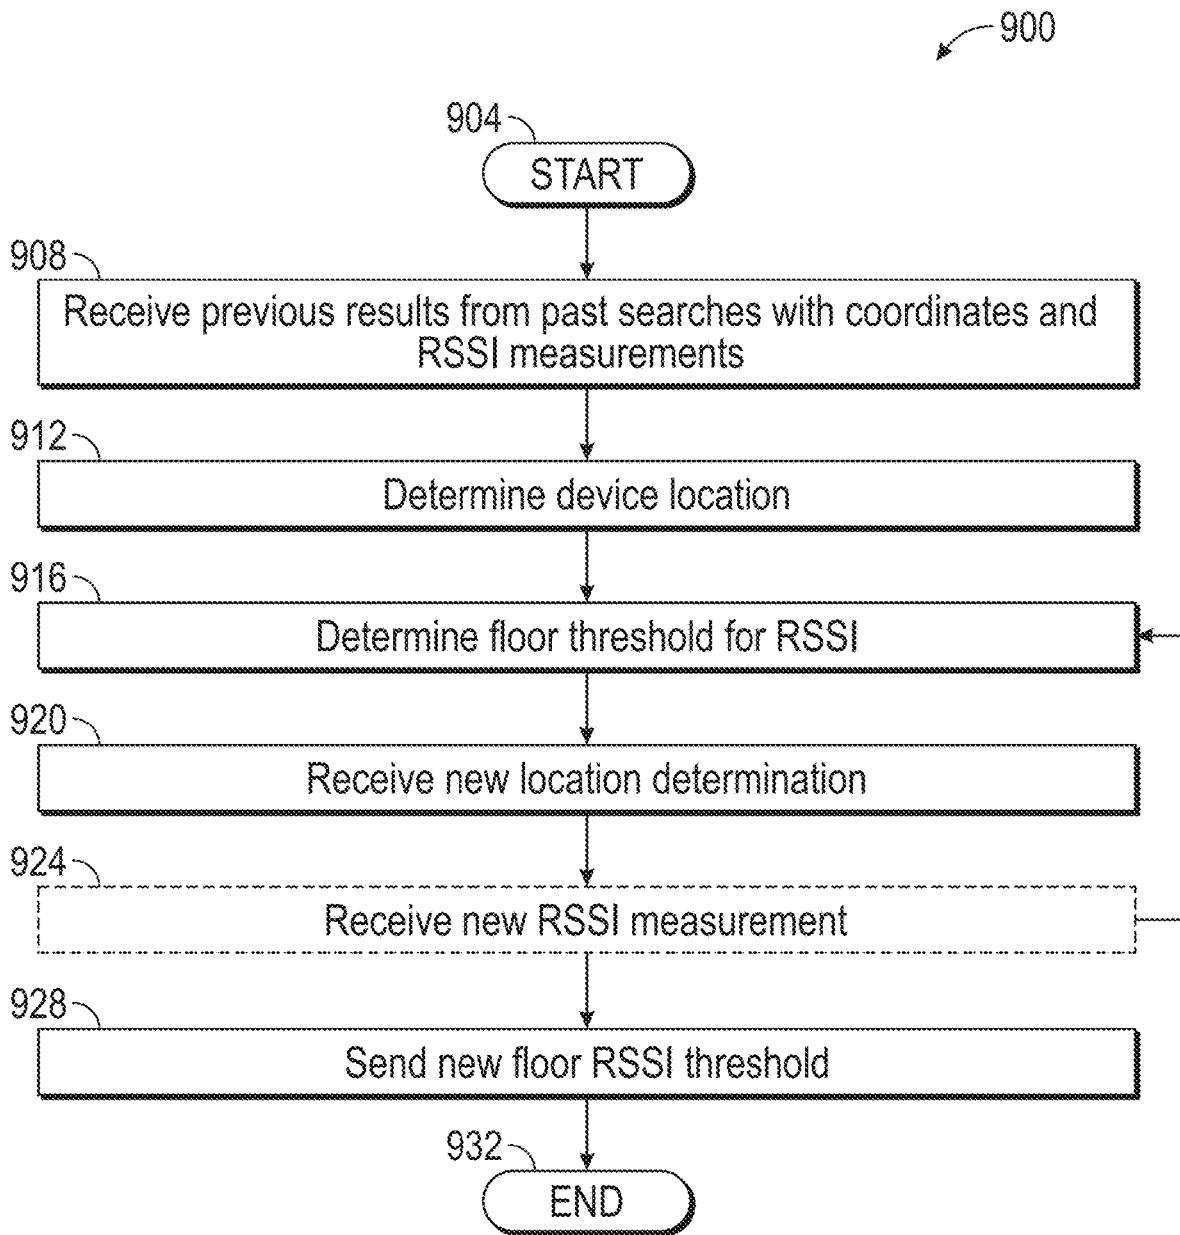 900
904
START
908
Receive previous results from past searches with coordinates and
RSSI measurements
912
Determine device location
916
Determine floor threshold for RSSI
920
Receive new location determination
924
Receive new RSSI measurement
928
Send new floor RSSI threshold
932
END